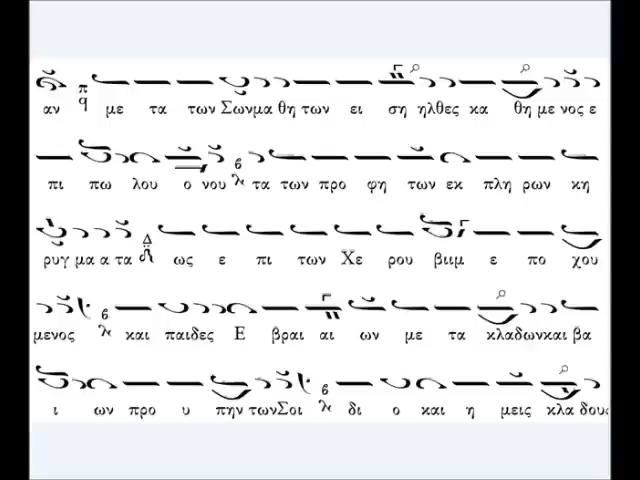 αν με τα των Σωνμα θη των ει ση ηλθες κα θη με νος ε
πι πω λου ο νου τα των προ φη των εκ πλη ρων κη
ρυγ μα α τα ως ε πι των Χε ρου βιιμ ε πο χου
μενος και παιδες Ε βραι αι ων με τα κλαδωνκαι βα
ι ων προ υ πην τωνΣοι δι ο και η μεις κλα δους